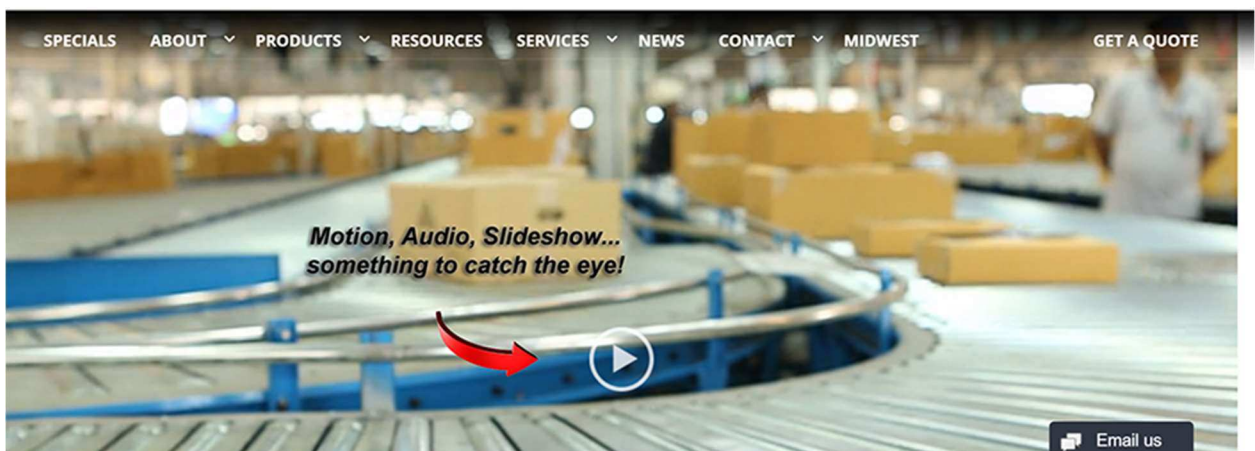 SPECIALS ABOUT PRODUCTS RESOURCES SERVICES NEWS CONTACT MIDWEST GET A QUOTE
Motion, Audio, Slideshow...
something to catch the eye!
Email us